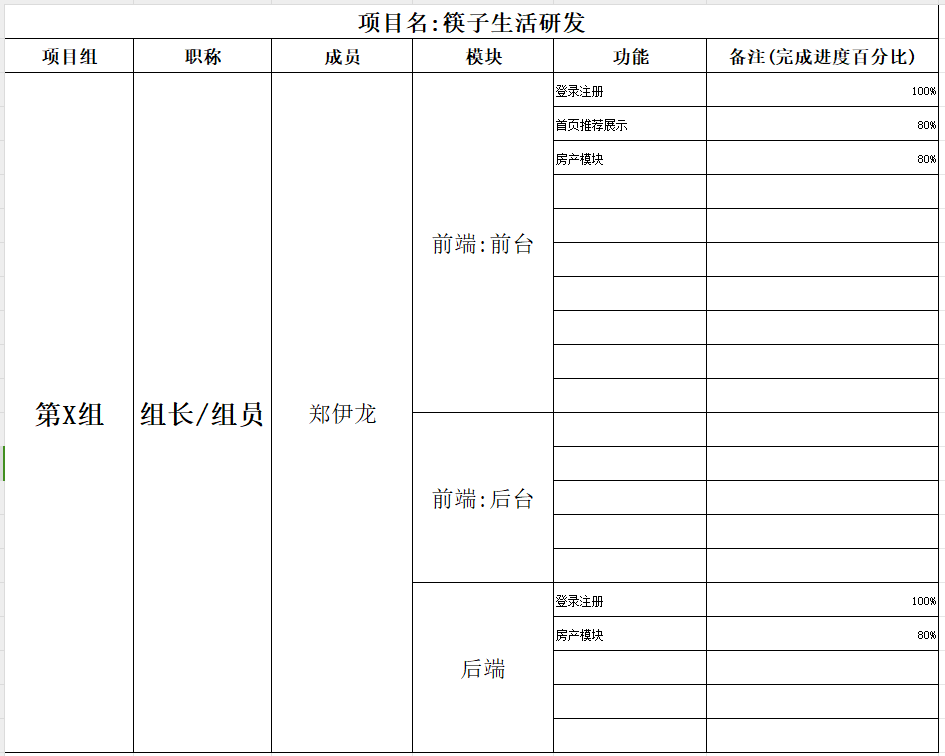 项目名:筷子生活研发
项目组 职称 成员 模块 功能 备注(完成进度百分比)
登录注册 100%
首页推荐展示 80%
房产模块 80%
前端:前台
第X组 组长/组员 郑伊龙
前端:后台
登录注册 100%
房产模块 80%
后端